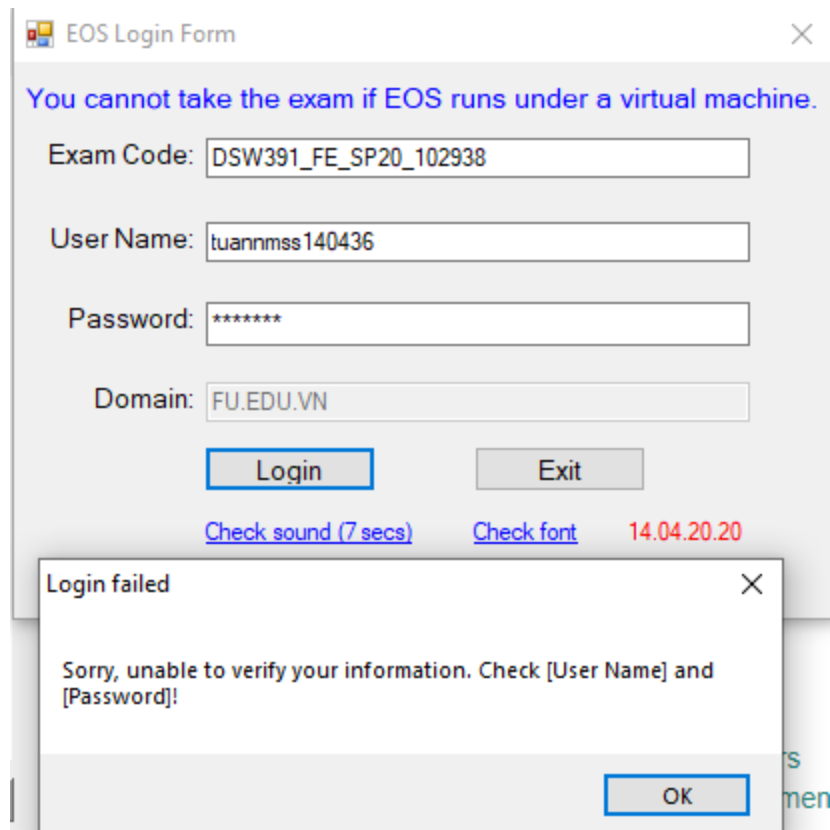 EOS Login Form
You cannot take the exam if EOS runs under a virtual machine.
Exam Code: DSW391_FE_SP20_102938
User Name: tuannmss140436
Password: *******
Domain: FU.EDU.VN
Login Exit
Check sound (7 secs) Check font 14.04.20.20
Login failed
Sorry, unable to verify your information. Check [User Name] and
[Password]!
OK